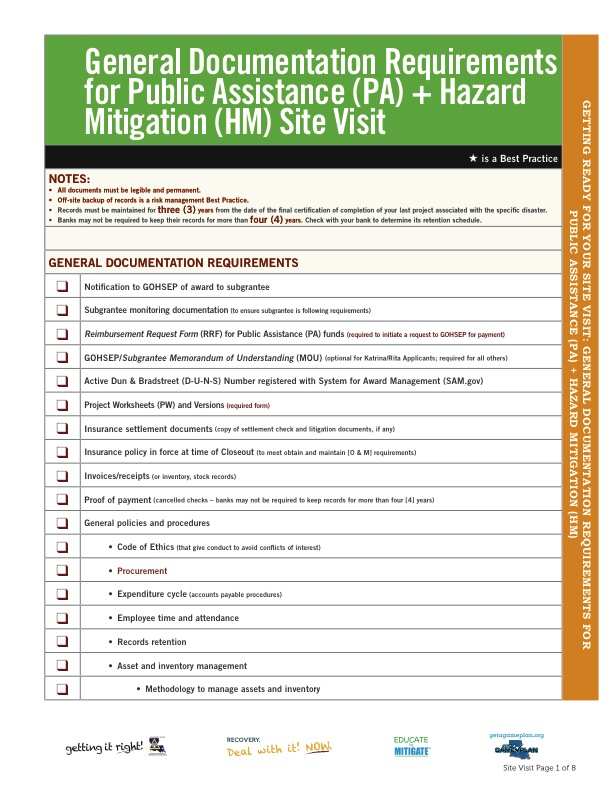 General Documentation Requirements
for Public Assistance (PA) + Hazard
Mitigation (HM) Site Visit
★ is a Best Practice
NOTES:
• All documents must be legible and permanent.
• Off-site backup of records is a risk management Best Practice.
• Records must be maintained for three (3) years from the date of the final certification of completion of your last project associated with the specific disaster.
• Banks may not be required to keep their records for more than four (4) years. Check with your bank to determine its retention schedule.
GENERAL DOCUMENTATION REQUIREMENTS
❏ Notification to GOHSEP of award to subgrantee
❏ Subgrantee monitoring documentation (to ensure subgrantee is following requirements)
❏ Reimbursement Request Form (RRF) for Public Assistance (PA) funds (required to initiate a request to GOHSEP for payment)
❏ GOHSEP/Subgrantee Memorandum of Understanding (MOU) (optional for Katrina/Rita Applicants; required for all others)
❏ Active Dun & Bradstreet (D-U-N-S) Number registered with System for Award Management (SAM.gov)
❏ Project Worksheets (PW) and Versions (required form)
❏ Insurance settlement documents (copy of settlement check and litigation documents, if any)
❏ Insurance policy in force at time of Closeout (to meet obtain and maintain [O & M] requirements)
❏ Invoices/receipts (or inventory, stock records)
❏ Proof of payment (cancelled checks – banks may not be required to keep records for more than four [4] years)
❏ General policies and procedures
❏ • Code of Ethics (that give conduct to avoid conflicts of interest)
❏ • Procurement
❏ • Expenditure cycle (accounts payable procedures)
❏ • Employee time and attendance
❏ • Records retention
❏ • Asset and inventory management
❏ • Methodology to manage assets and inventory
GETTING READY FOR YOUR SITE VISIT: GENERAL DOCUMENTATION REQUIREMENTS FOR
PUBLIC ASSISTANCE (PA) + HAZARD MITIGATION (HM)
getting it right!
RECOVERY.
Deal with it! NOW.
EDUCATE
MITIGATE
getagameplan.org
GAMEPLAN
Site Visit Page 1 of 8